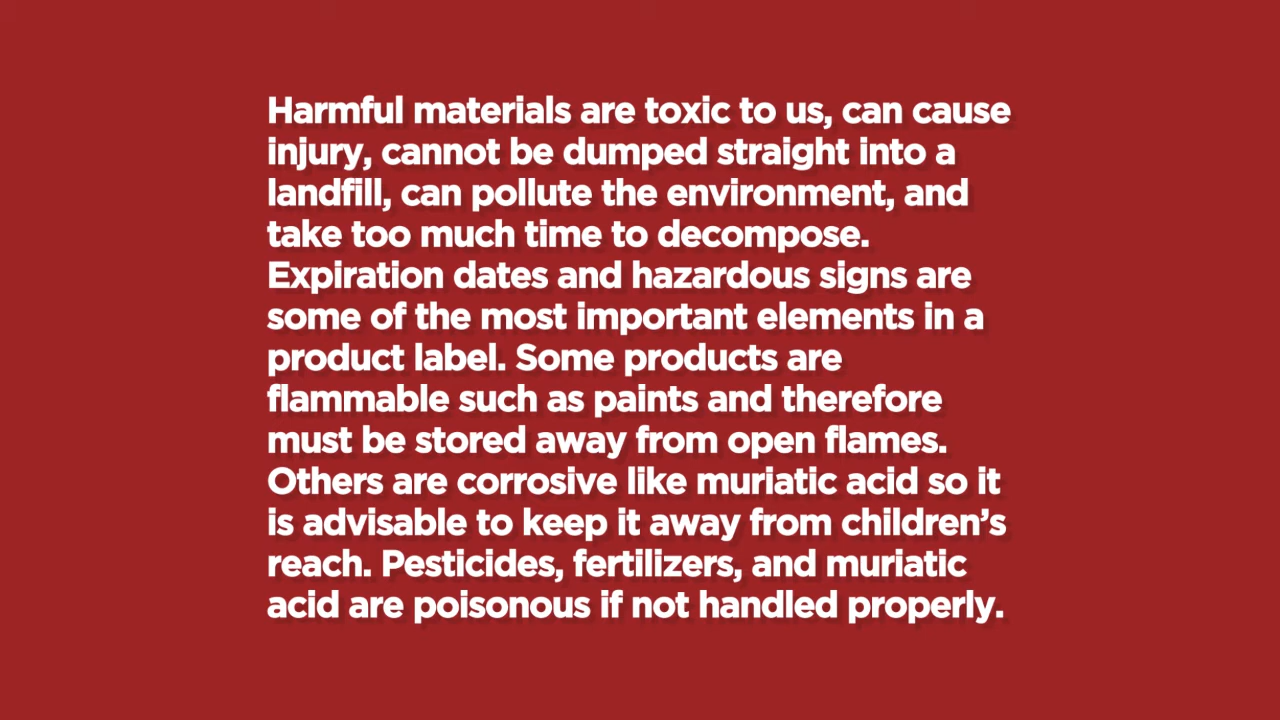 Harmful materials are toxic to us, can cause
injury, cannot be dumped straight into a
landfill, can pollute the environment, and
take too much time to decompose.
Expiration dates and hazardous signs are
some of the most important elements in a
product label. Some products are
flammable such as paints and therefore
must be stored away from open flames.
Others are corrosive like muriatic acid so it
is advisable to keep it away from children’s
reach. Pesticides, fertilizers, and muriatic
acid are poisonous if not handled properly.